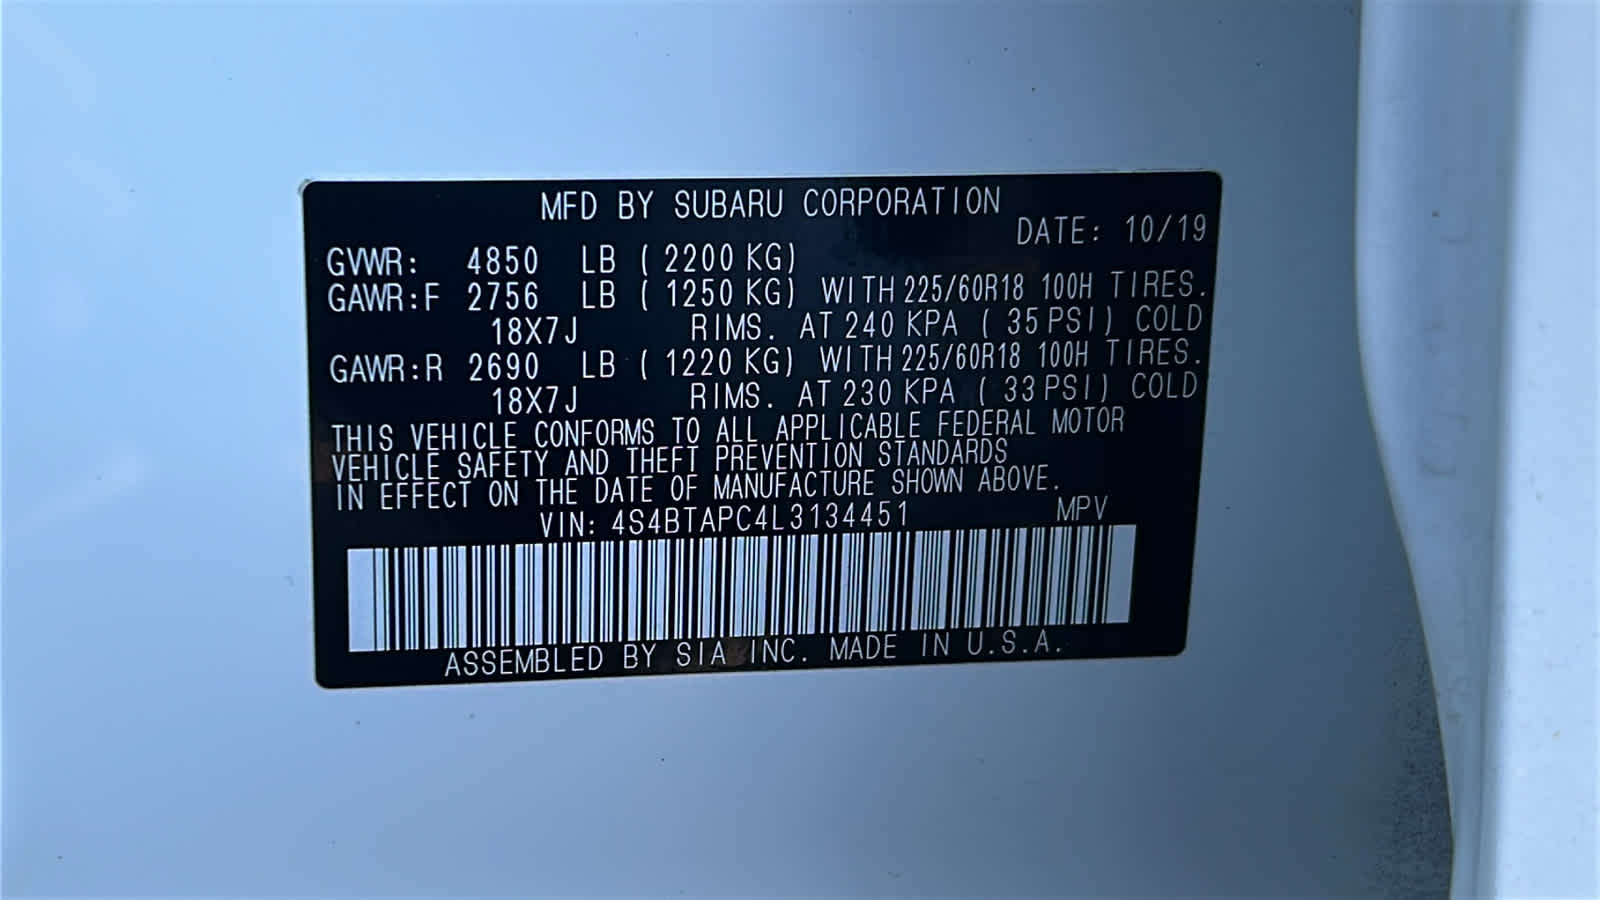 MFD BY SUBARU CORPORATION
DATE: 10/19
GVWR: 4850 LB ( 2200 KG)
GAWR:F 2756 LB ( 1250 KG) WITH 225/60R18 100H TIRES.
18X7J RIMS. AT 240 KPA ( 35 PSI) COLD
GAWR:R 2690 LB ( 1220 KG) WITH 225/60R18 100H TIRES.
18X7J RIMS. AT 230 KPA ( 33 PSI) COLD
THIS VEHICLE CONFORMS TO ALL APPLICABLE FEDERAL MOTOR
VEHICLE SAFETY AND THEFT PREVENTION STANDARDS
IN EFFECT ON THE DATE OF MANUFACTURE SHOWN ABOVE.
VIN: 4S4BTAPC4L3134451 MPV
ASSEMBLED BY SIA INC. MADE IN U.S.A.